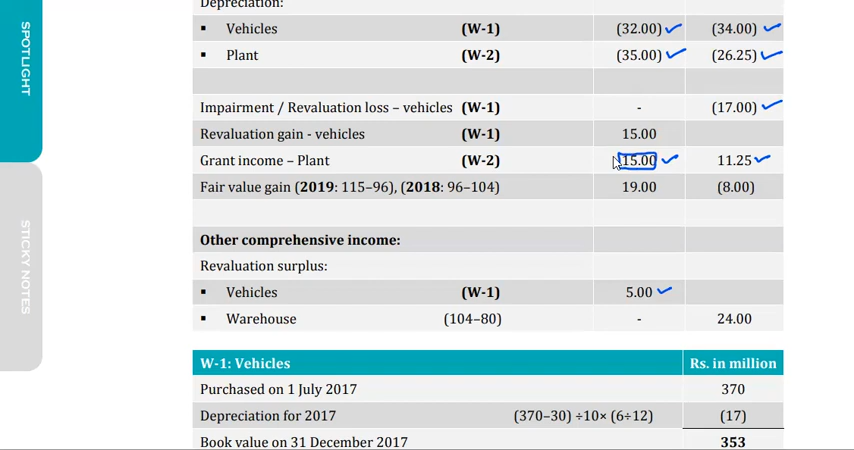 SPOTLIGHT
STICKY NOTES
Depreciation:
▪ Vehicles (W-1) (32.00) (34.00)
▪ Plant (W-2) (35.00) (26.25)
Impairment / Revaluation loss – vehicles (W-1) - (17.00)
Revaluation gain - vehicles (W-1) 15.00
Grant income – Plant (W-2) 15.00 11.25
Fair value gain (2019: 115–96), (2018: 96–104) 19.00 (8.00)
Other comprehensive income:
Revaluation surplus:
▪ Vehicles (W-1) 5.00
▪ Warehouse (104–80) - 24.00
W-1: Vehicles Rs. in million
Purchased on 1 July 2017 370
Depreciation for 2017 (370–30) ÷10× (6÷12) (17)
Book value on 31 December 2017 353